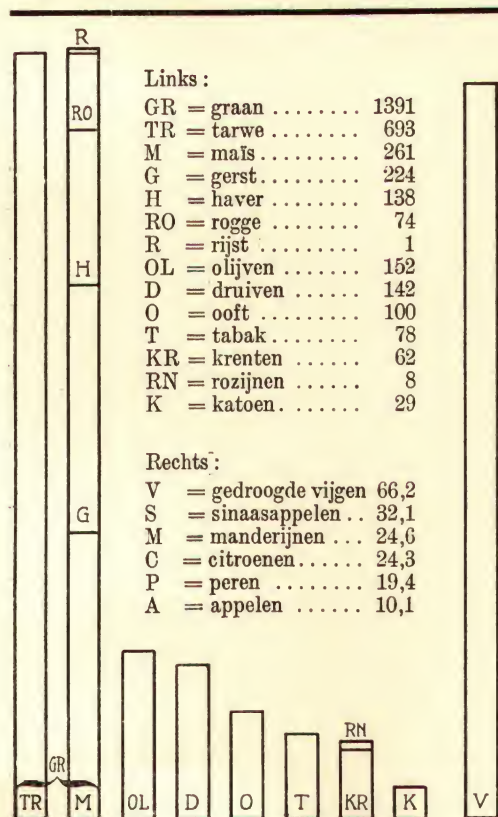 R
RO
H
G
GR
TR
M
OL
D
O
T
RN
KR
K
V
Links :
GR = graan ........ 1391
TR = tarwe ........ 693
M = maïs ........ 261
G = gerst ........ 224
H = haver ........ 138
RO = rogge ........ 74
R = rijst ........ 1
OL = olijven ....... 152
D = druiven ...... 142
O = ooft ......... 100
T = tabak ....... 78
KR = krenten ...... 62
RN = rozijnen ...... 8
K = katoen ....... 29
Rechts :
V = gedroogde vijgen 66,2
S = sinaasappelen .. 32,1
M = manderijnen ... 24,6
C = citroenen ...... 24,3
P = peren ........ 19,4
A = appelen ...... 10,1